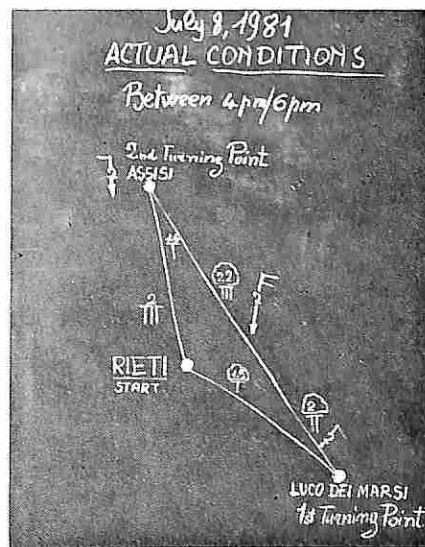 July 8, 1981
ACTUAL CONDITIONS
Between 4pm/6pm
2nd Turning Point
ASSISI
22
RIETI
START
LUCO DEI MARSI
1st Turning Point